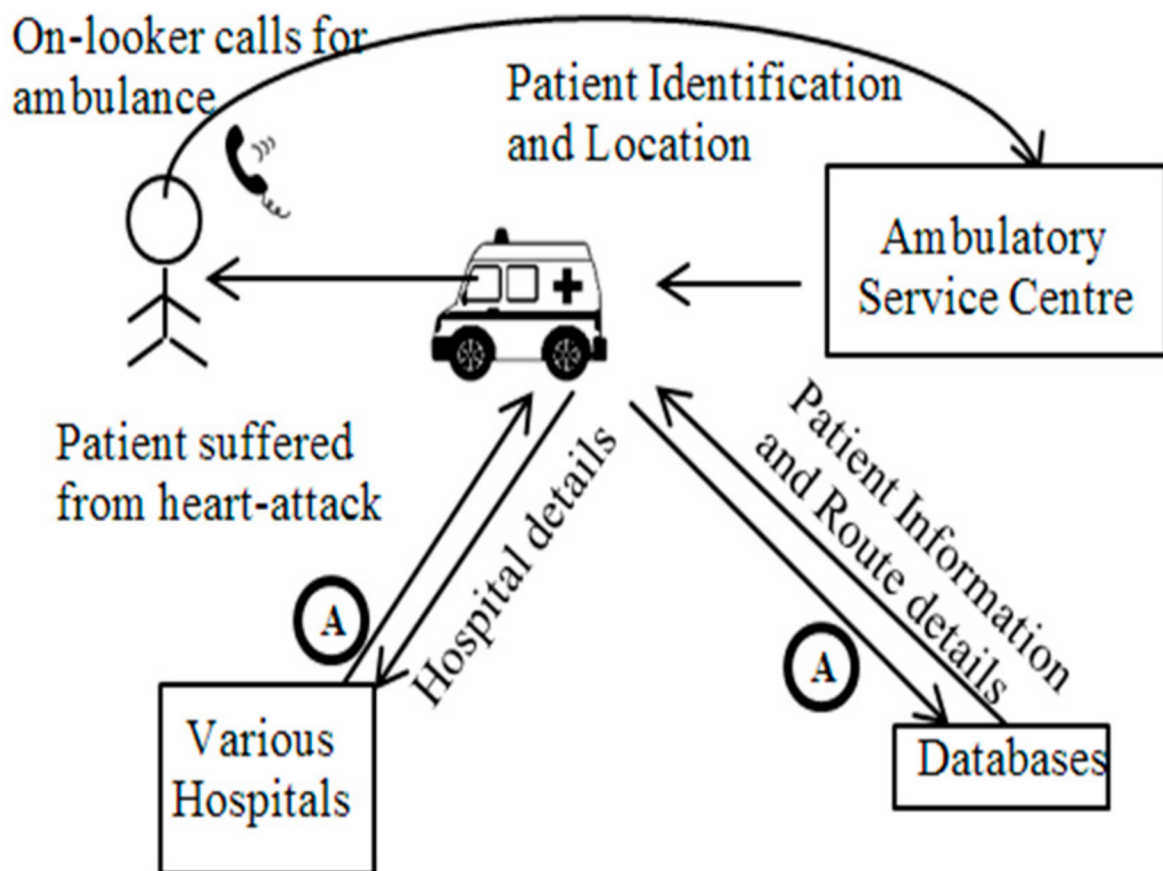 On-looker calls for
ambulance
Patient Identification
and Location
Ambulatory
Service Centre
Patient suffered
from heart-attack
Hospital details
Patient Information
and Route details
A
A
Various
Hospitals
Databases